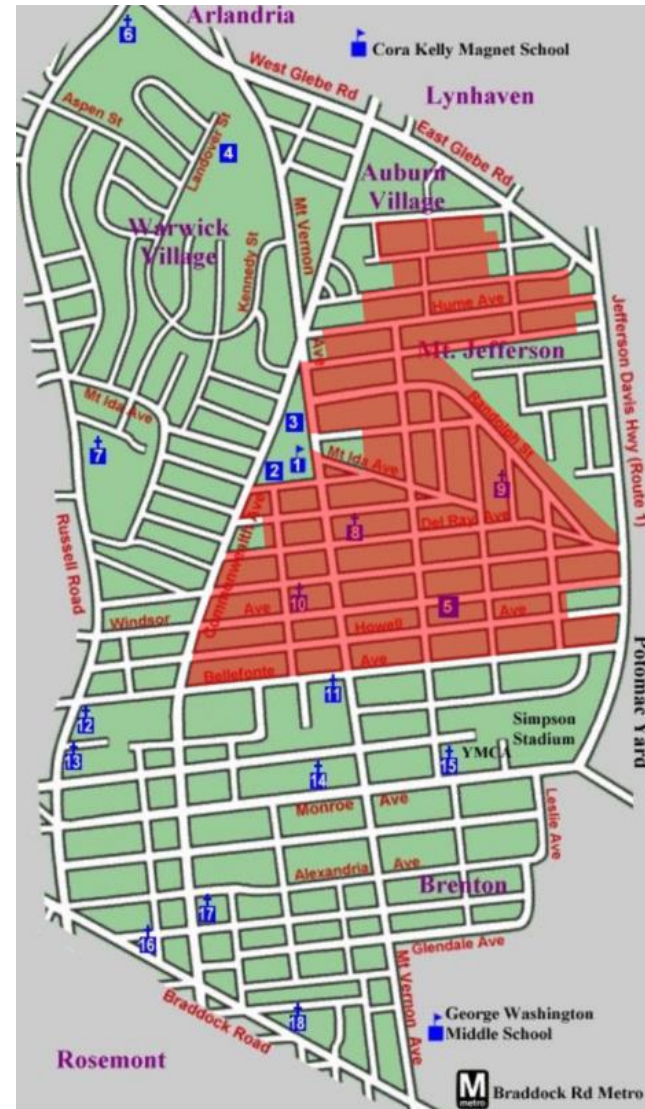 Arlandria
6
Cora Kelly Magnet School
West Glebe Rd
Lynhaven
Aspen St
Landover St
East Glebe Rd
4
Auburn
Village
Warwick
Village
Mt Vernon
Kennedy St
Hume Ave
Jefferson Davis Hwy (Route 1)
Ave
Mt. Jefferson
Randolph St
Mt Ida Ave
3
7
2
1
Mt Ida Ave
9
Commonwealth Ave
8
Del Ray Ave
Russell Road
10
5
Windsor
Ave
Ave
Howell
Bellefonte
Ave
11
Potomac Yard
12
Simpson
Stadium
13
14
15
YMCA
Monroe
Ave
Leslie Ave
Alexandria
Ave
Brenton
17
16
Glendale Ave
Mt Vernon Ave
18
George Washington
Middle School
Braddock Road
Rosemont
M
metro
Braddock Rd Metro